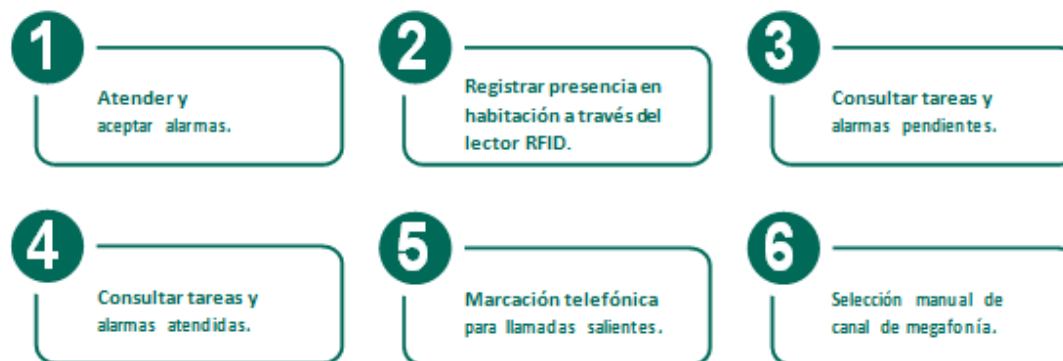 1
Atender y
aceptar alarmas.
2
Registrar presencia en
habitación a través del
lector RFID.
3
Consultar tareas y
alarmas pendientes.
4
Consultar tareas y
alarmas atendidas.
5
Marcación telefónica
para llamadas salientes.
6
Selección manual de
canal de megafonía.